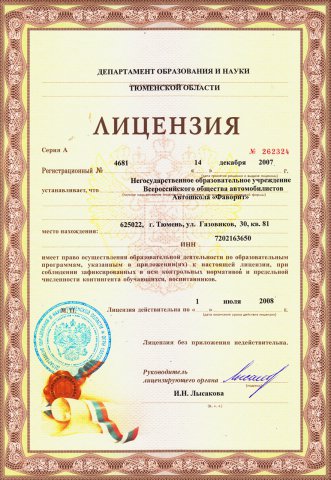 ДЕПАРТАМЕНТ ОБРАЗОВАНИЯ И НАУКИ
ТЮМЕНСКОЙ ОБЛАСТИ
ЛИЦЕНЗИЯ
Серия А № 262324
Регистрационный № 4681 « 14 » декабря 2007 г.
устанавливает, что Негосударственное образовательное учреждение
Всероссийского общества автомобилистов
Автошкола «Фаворит»
место нахождения: 625022, г. Тюмень, ул. Газовиков, 30, кв. 81
ИНН 7202163650
имеет право осуществления образовательной деятельности по образовательным
программам, указанным в приложении(ях) к настоящей лицензии, при
соблюдении зафиксированных в нем контрольных нормативов и предельной
численности контингента обучающихся, воспитанников.
М.П. Лицензия действительна по « 1 » июля 2008 г.
Лицензия без приложения недействительна.
Руководитель
лицензирующего органа
(подпись)
И.Н. Лысакова
(ф., и., о.)